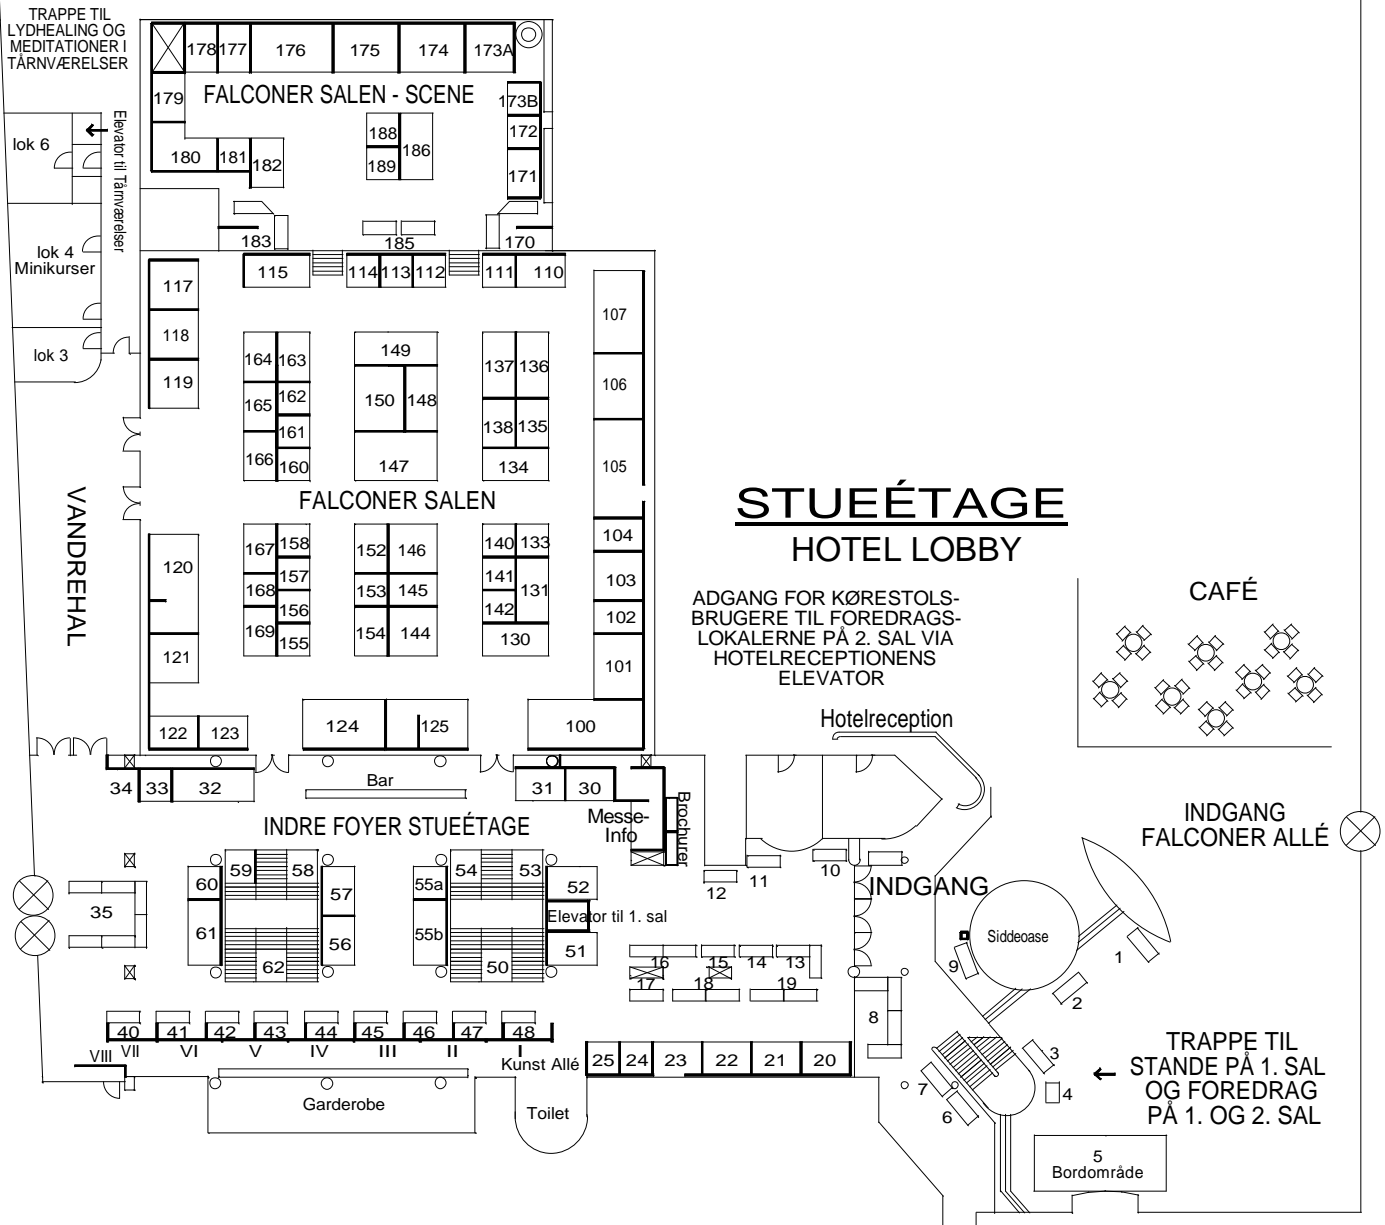 TRAPPE TIL
LYDHEALING OG
MEDITATIONER I
TÅRNVÆRELSER
178 177 176 175 174 173A
179
FALCONER SALEN - SCENE
173B
Elevator til Tårnværelser
lok 6
188
186
172
180 181 182
189
171
183
185
170
lok 4
Minikurser
115
114 113 112
111 110
117
107
118
lok 3
164 163
149
137 136
119
106
162
150 148
165
161
138 135
166
160
147
134
105
VANDREHAL
FALCONER SALEN
STUEÉTAGE
HOTEL LOBBY
104
167 158
152 146
140 133
120
157
141
131
103
168
153 145
156
142
102
169
155
154 144
130
121
101
ADGANG FOR KØRESTOLS-
BRUGERE TIL FOREDRAGS-
LOKALERNE PÅ 2. SAL VIA
HOTELRECEPTIONENS
ELEVATOR
CAFÉ
Hotelreception
122 123
124
125
100
34 33 32
Bar
31 30
Messe-
Info
Brochurer
INDRE FOYER STUEÉTAGE
INDGANG
FALCONER ALLÉ
59 58
54 53
60
57
55a
52
12
11
10
INDGANG
35
61
56
55b
Elevator til 1. sal
51
62
50
16 15 14 13
17 18 19
8
Siddeoase
9
1
2
3
4
7
6
40 41 42 43 44 45 46 47 48
VIII VII VI V IV III II I
Kunst Allé
25 24 23 22 21 20
Garderobe
Toilet
TRAPPE TIL
STANDE PÅ 1. SAL
OG FOREDRAG
PÅ 1. OG 2. SAL
5
Bordområde